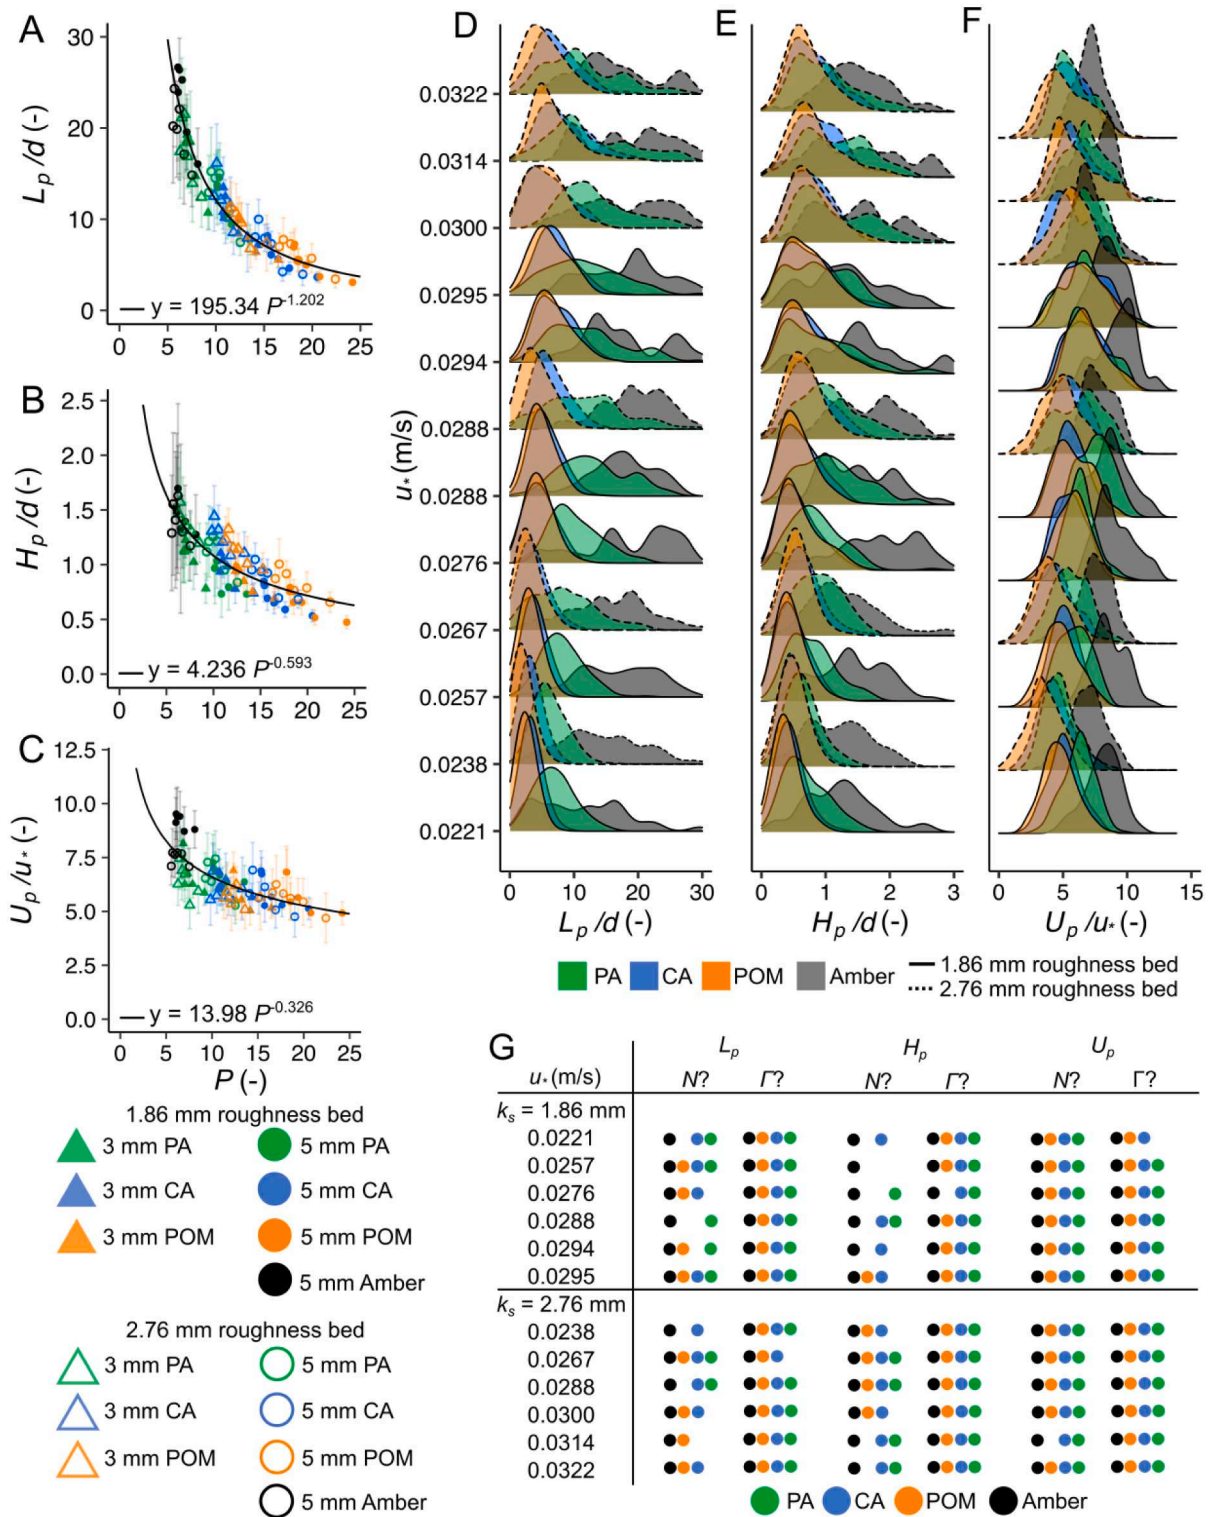 A
L_p/d (-)
30
20
10
0
y = 195.34 P^-1.202
0 5 10 15 20 25
B
H_p/d (-)
2.5
2.0
1.5
1.0
0.5
0.0
y = 4.236 P^-0.593
0 5 10 15 20 25
C
U_p/u* (-)
12.5
10.0
7.5
5.0
2.5
0.0
y = 13.98 P^-0.326
0 5 10 15 20 25
P (-)
1.86 mm roughness bed
3 mm PA 5 mm PA
3 mm CA 5 mm CA
3 mm POM 5 mm POM
5 mm Amber
2.76 mm roughness bed
3 mm PA 5 mm PA
3 mm CA 5 mm CA
3 mm POM 5 mm POM
5 mm Amber
D E F
u* (m/s)
0.0322
0.0314
0.0300
0.0295
0.0294
0.0288
0.0288
0.0276
0.0267
0.0257
0.0238
0.0221
0 10 20 30
L_p/d (-)
0 1 2 3
H_p/d (-)
0 5 10 15
U_p/u* (-)
PA CA POM Amber
1.86 mm roughness bed
2.76 mm roughness bed
G
L_p H_p U_p
u* (m/s) N? Γ? N? Γ? N? Γ?
k_s = 1.86 mm
0.0221
0.0257
0.0276
0.0288
0.0294
0.0295
k_s = 2.76 mm
0.0238
0.0267
0.0288
0.0300
0.0314
0.0322
PA CA POM Amber